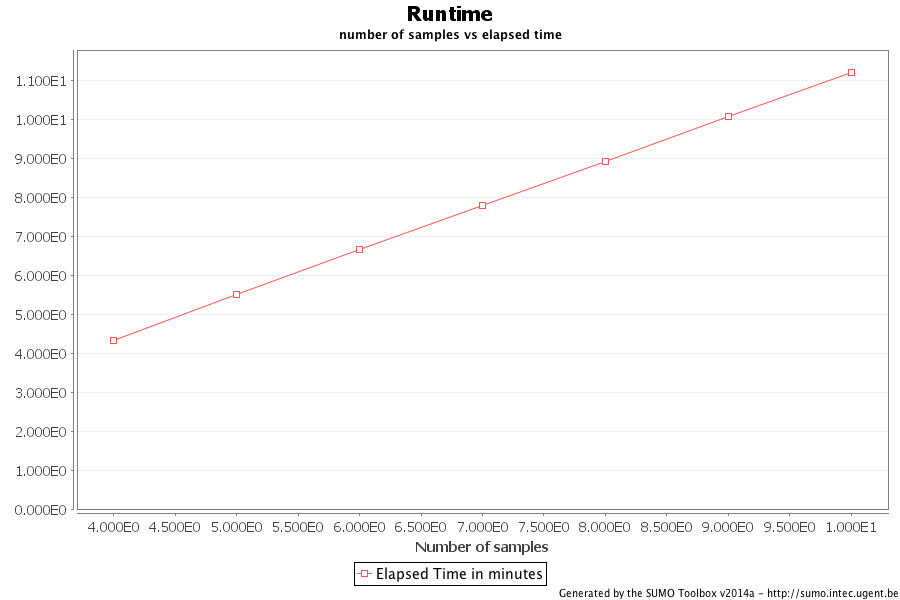 Runtime
number of samples vs elapsed time
1.100E1
1.000E1
9.000E0
8.000E0
7.000E0
6.000E0
5.000E0
4.000E0
3.000E0
2.000E0
1.000E0
0.000E0
4.000E0 4.500E0 5.000E0 5.500E0 6.000E0 6.500E0 7.000E0 7.500E0 8.000E0 8.500E0 9.000E0 9.500E0 1.000E1
Number of samples
Elapsed Time in minutes
Generated by the SUMO Toolbox v2014a - http://sumo.intec.ugent.be